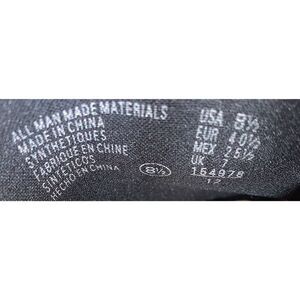 ALL MAN MADE MATERIALS
MADE IN CHINA
SYNTHETIQUES
FABRIQUE EN CHINE
SINTETICOS
HECHO EN CHINA
8½
USA 8½
EUR 40½
MEX 5½
UK 7
154978
12